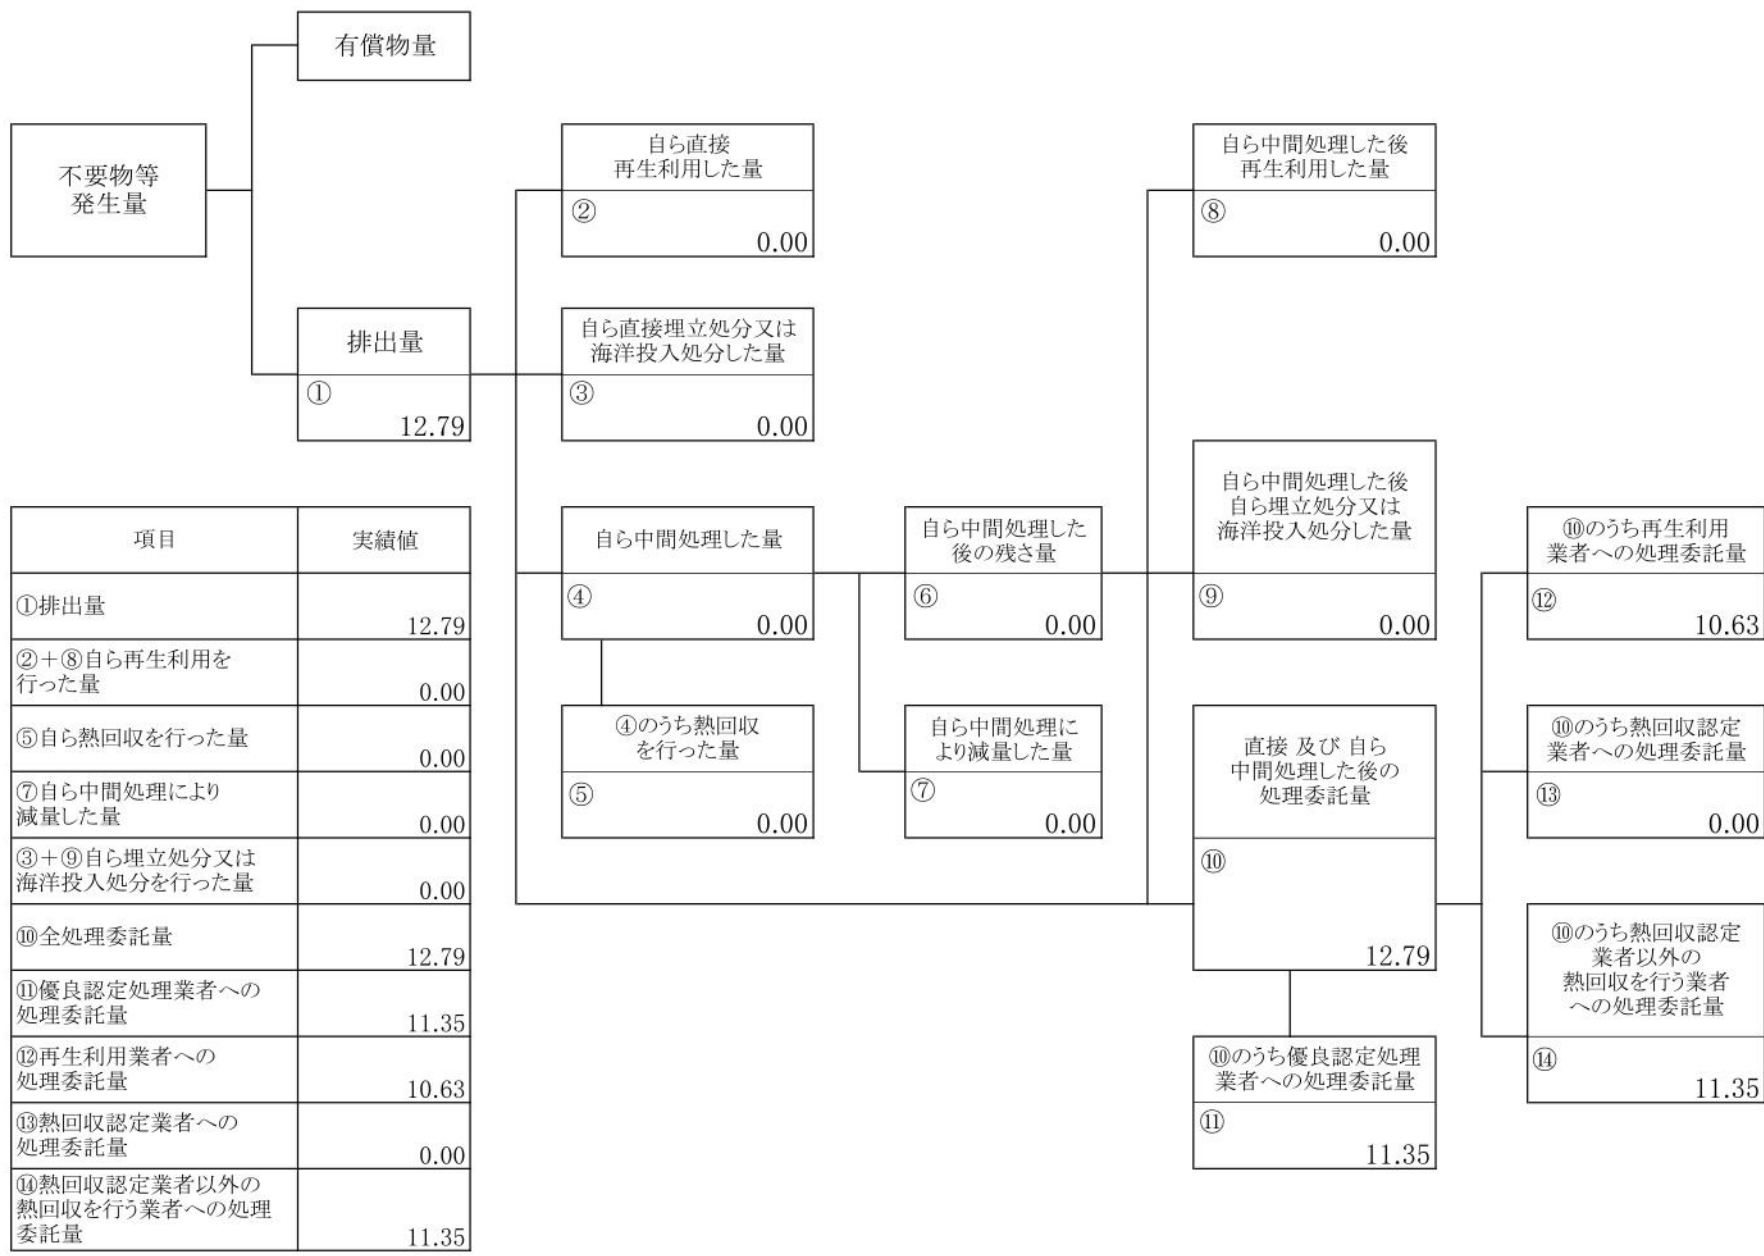 有償物量
不要物等
発生量
自ら直接
再生利用した量
②
0.00
自ら中間処理した後
再生利用した量
⑧
0.00
排出量
①
12.79
自ら直接埋立処分又は
海洋投入処分した量
③
0.00
自ら中間処理した量
④
0.00
自ら中間処理した
後の残さ量
⑥
0.00
自ら中間処理した後
自ら埋立処分又は
海洋投入処分した量
⑨
0.00
⑩のうち再生利用
業者への処理委託量
⑫
10.63
④のうち熱回収
を行った量
⑤
0.00
自ら中間処理に
より減量した量
⑦
0.00
直接 及び 自ら
中間処理した後の
処理委託量
⑩
12.79
⑩のうち熱回収認定
業者への処理委託量
⑬
0.00
⑩のうち優良認定処理
業者への処理委託量
⑪
11.35
⑩のうち熱回収認定
業者以外の
熱回収を行う業者
への処理委託量
⑭
11.35
項目 実績値
①排出量
12.79
②＋⑧自ら再生利用を
行った量
0.00
⑤自ら熱回収を行った量
0.00
⑦自ら中間処理により
減量した量
0.00
③＋⑨自ら埋立処分又は
海洋投入処分を行った量
0.00
⑩全処理委託量
12.79
⑪優良認定処理業者への
処理委託量
11.35
⑫再生利用業者への
処理委託量
10.63
⑬熱回収認定業者への
処理委託量
0.00
⑭熱回収認定業者以外の
熱回収を行う業者への処理
委託量
11.35